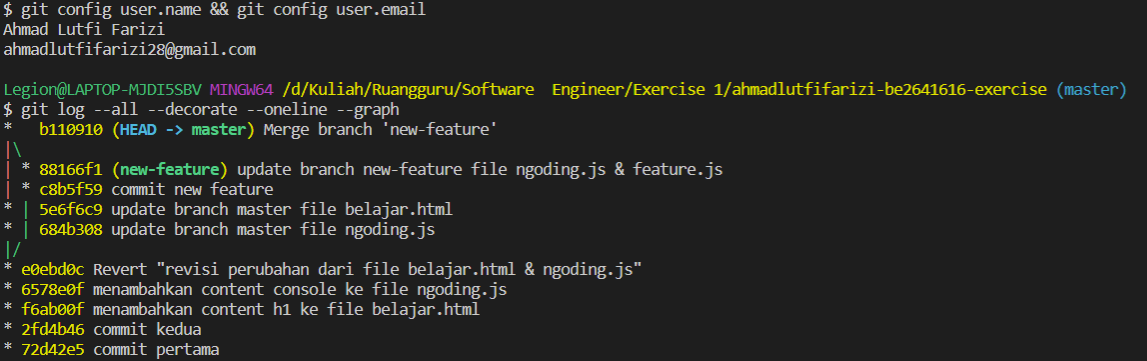 $ git config user.name && git config user.email
Ahmad Lutfi Farizi
ahmadlutfifarizi28@gmail.com
Legion@LAPTOP-MJDI5SBV MINGW64 /d/Kuliah/Ruangguru/Software  Engineer/Exercise 1/ahmadlutfifarizi-be2641616-exercise (master)
$ git log --all --decorate --oneline --graph
*   b110910 (HEAD -> master) Merge branch 'new-feature'
|\
| * 88166f1 (new-feature) update branch new-feature file ngoding.js & feature.js
| * c8b5f59 commit new feature
* | 5e6f6c9 update branch master file belajar.html
* | 684b308 update branch master file ngoding.js
|/
* e0ebd0c Revert "revisi perubahan dari file belajar.html & ngoding.js"
* 6578e0f menambahkan content console ke file ngoding.js
* f6ab00f menambahkan content h1 ke file belajar.html
* 2fd4b46 commit kedua
* 72d42e5 commit pertama